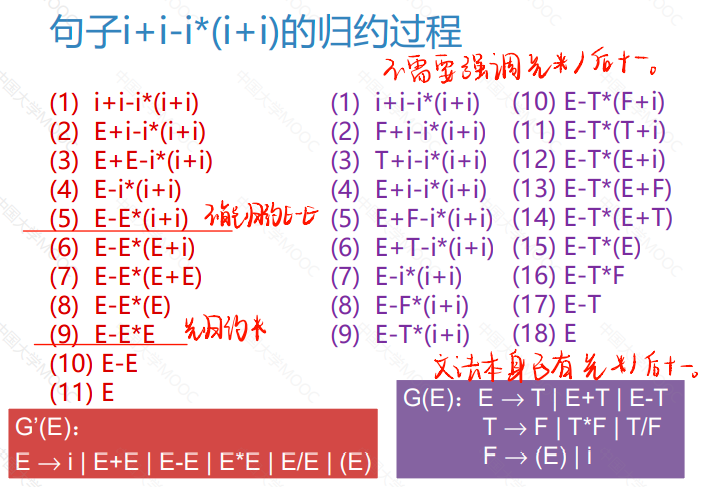 句子i+i-i*(i+i)的归约过程
不需要强调先*/后+-。
(1) i+i-i*(i+i)
(2) E+i-i*(i+i)
(3) E+E-i*(i+i)
(4) E-i*(i+i)
(5) E-E*(i+i) 不能归约E-E
(6) E-E*(E+i)
(7) E-E*(E+E)
(8) E-E*(E)
(9) E-E*E 先归约*
(10) E-E
(11) E
G'(E):
E → i | E+E | E-E | E*E | E/E | (E)
(1) i+i-i*(i+i)
(2) F+i-i*(i+i)
(3) T+i-i*(i+i)
(4) E+i-i*(i+i)
(5) E+F-i*(i+i)
(6) E+T-i*(i+i)
(7) E-i*(i+i)
(8) E-F*(i+i)
(9) E-T*(i+i)
(10) E-T*(F+i)
(11) E-T*(T+i)
(12) E-T*(E+i)
(13) E-T*(E+F)
(14) E-T*(E+T)
(15) E-T*(E)
(16) E-T*F
(17) E-T
(18) E
文法本身已有先*/后+-。
G(E): E → T | E+T | E-T
T → F | T*F | T/F
F → (E) | i